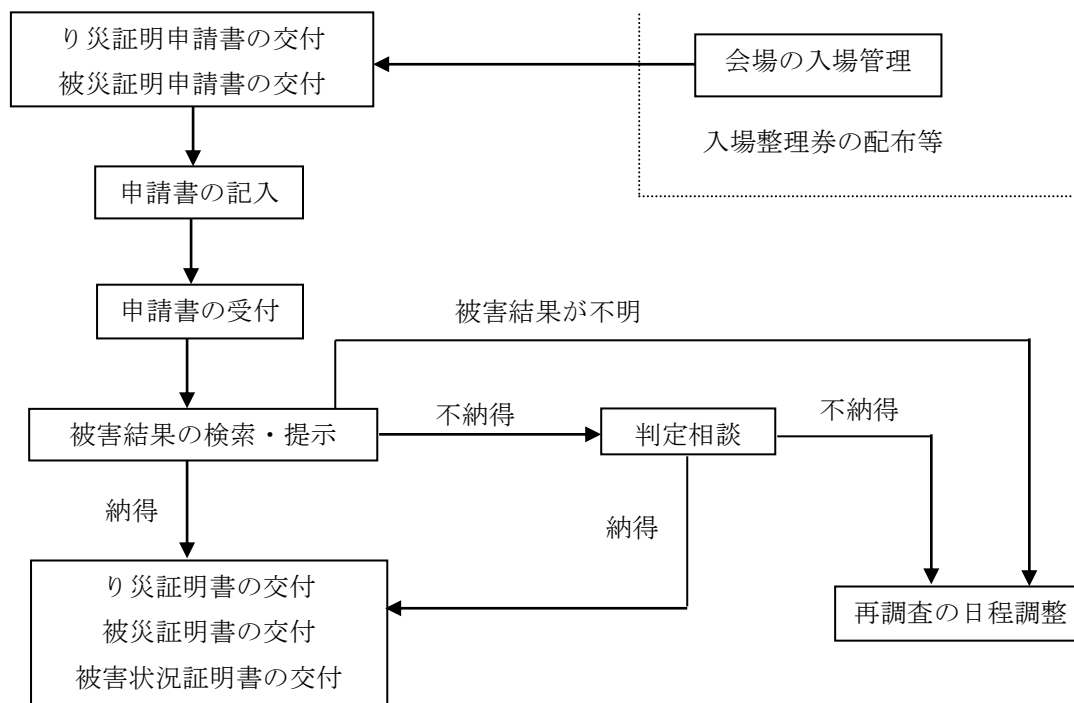 り災証明申請書の交付
被災証明申請書の交付
会場の入場管理
入場整理券の配布等
申請書の記入
申請書の受付
被害結果が不明
被害結果の検索・提示
不納得
判定相談
不納得
納得
納得
り災証明書の交付
被災証明書の交付
被害状況証明書の交付
再調査の日程調整